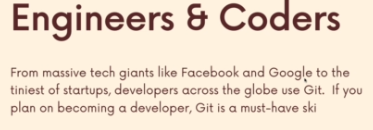 Engineers & Coders
From massive tech giants like Facebook and Google to the
tiniest of startups, developers across the globe use Git. If you
plan on becoming a developer, Git is a must-have ski